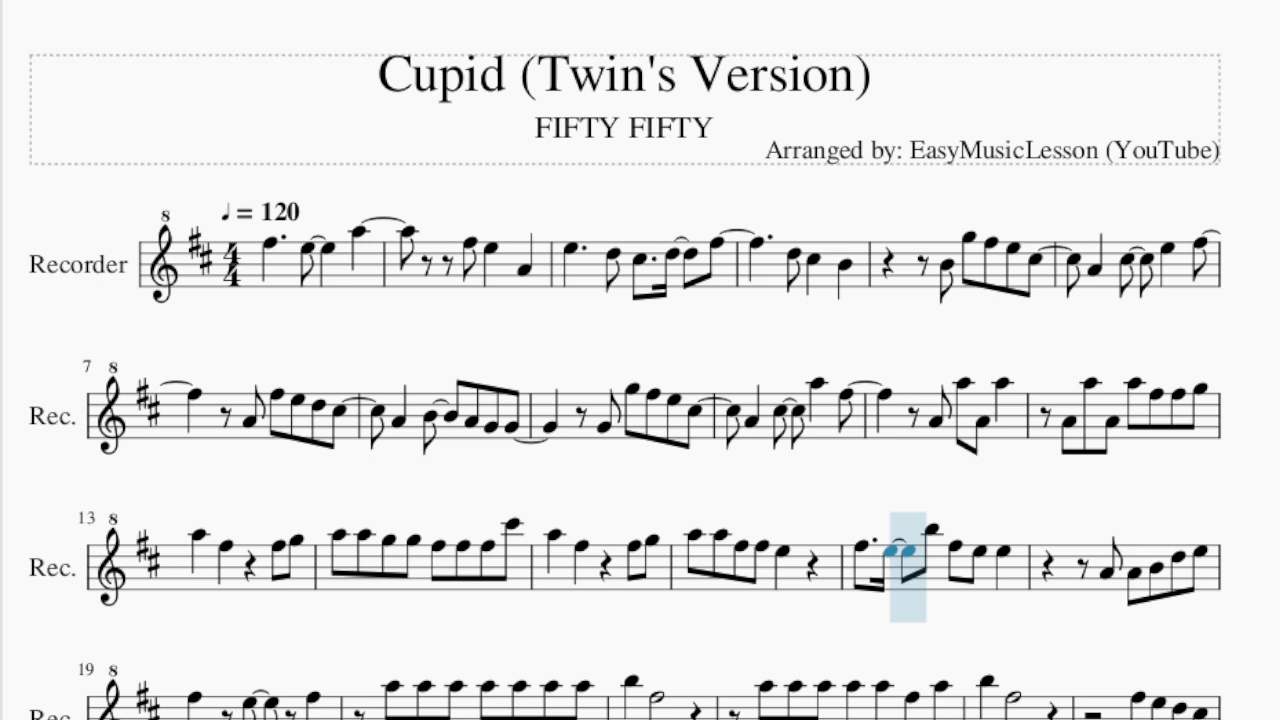 Cupid (Twin's Version)
FIFTY FIFTY
Arranged by: EasyMusicLesson (YouTube)
♩ = 120
8
Recorder
4
4
7 8
Rec.
13 8
Rec.
19 8
Rec.